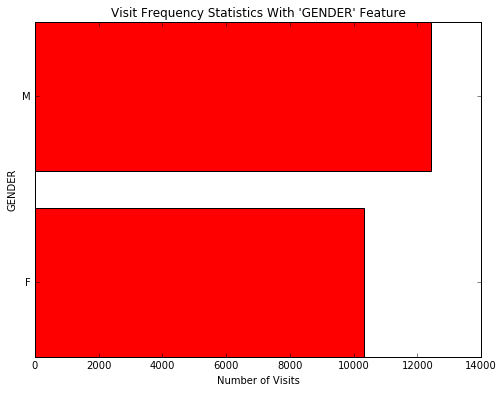 Visit Frequency Statistics With 'GENDER' Feature
M
GENDER
F
0 2000 4000 6000 8000 10000 12000 14000
Number of Visits